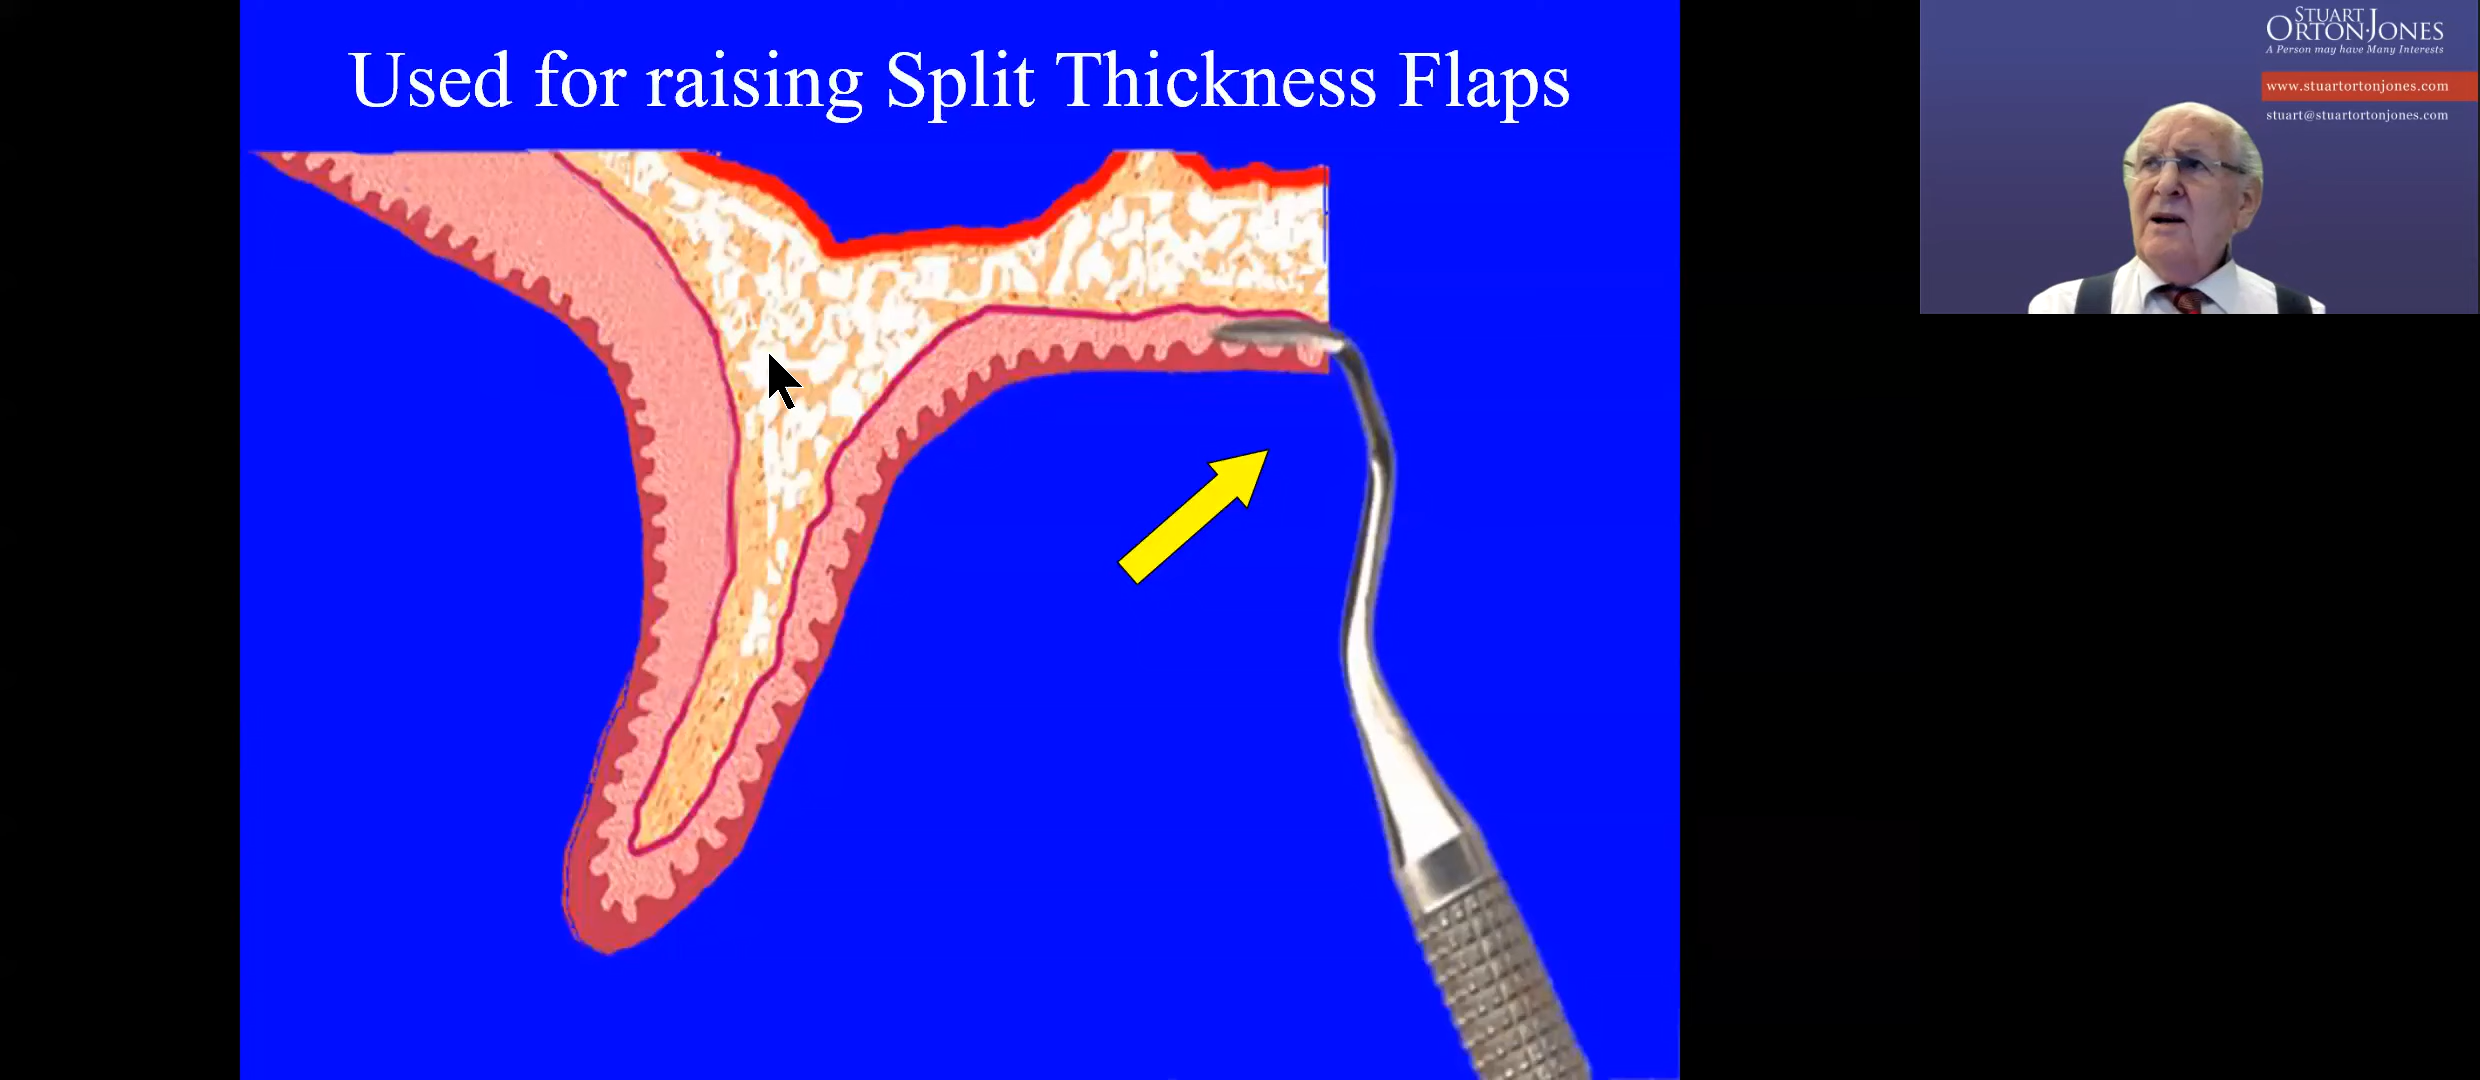 Used for raising Split Thickness Flaps
STUART
ORTON-JONES
A Person may have Many Interests
www.stuartortonjones.com
stuart@stuartortonjones.com